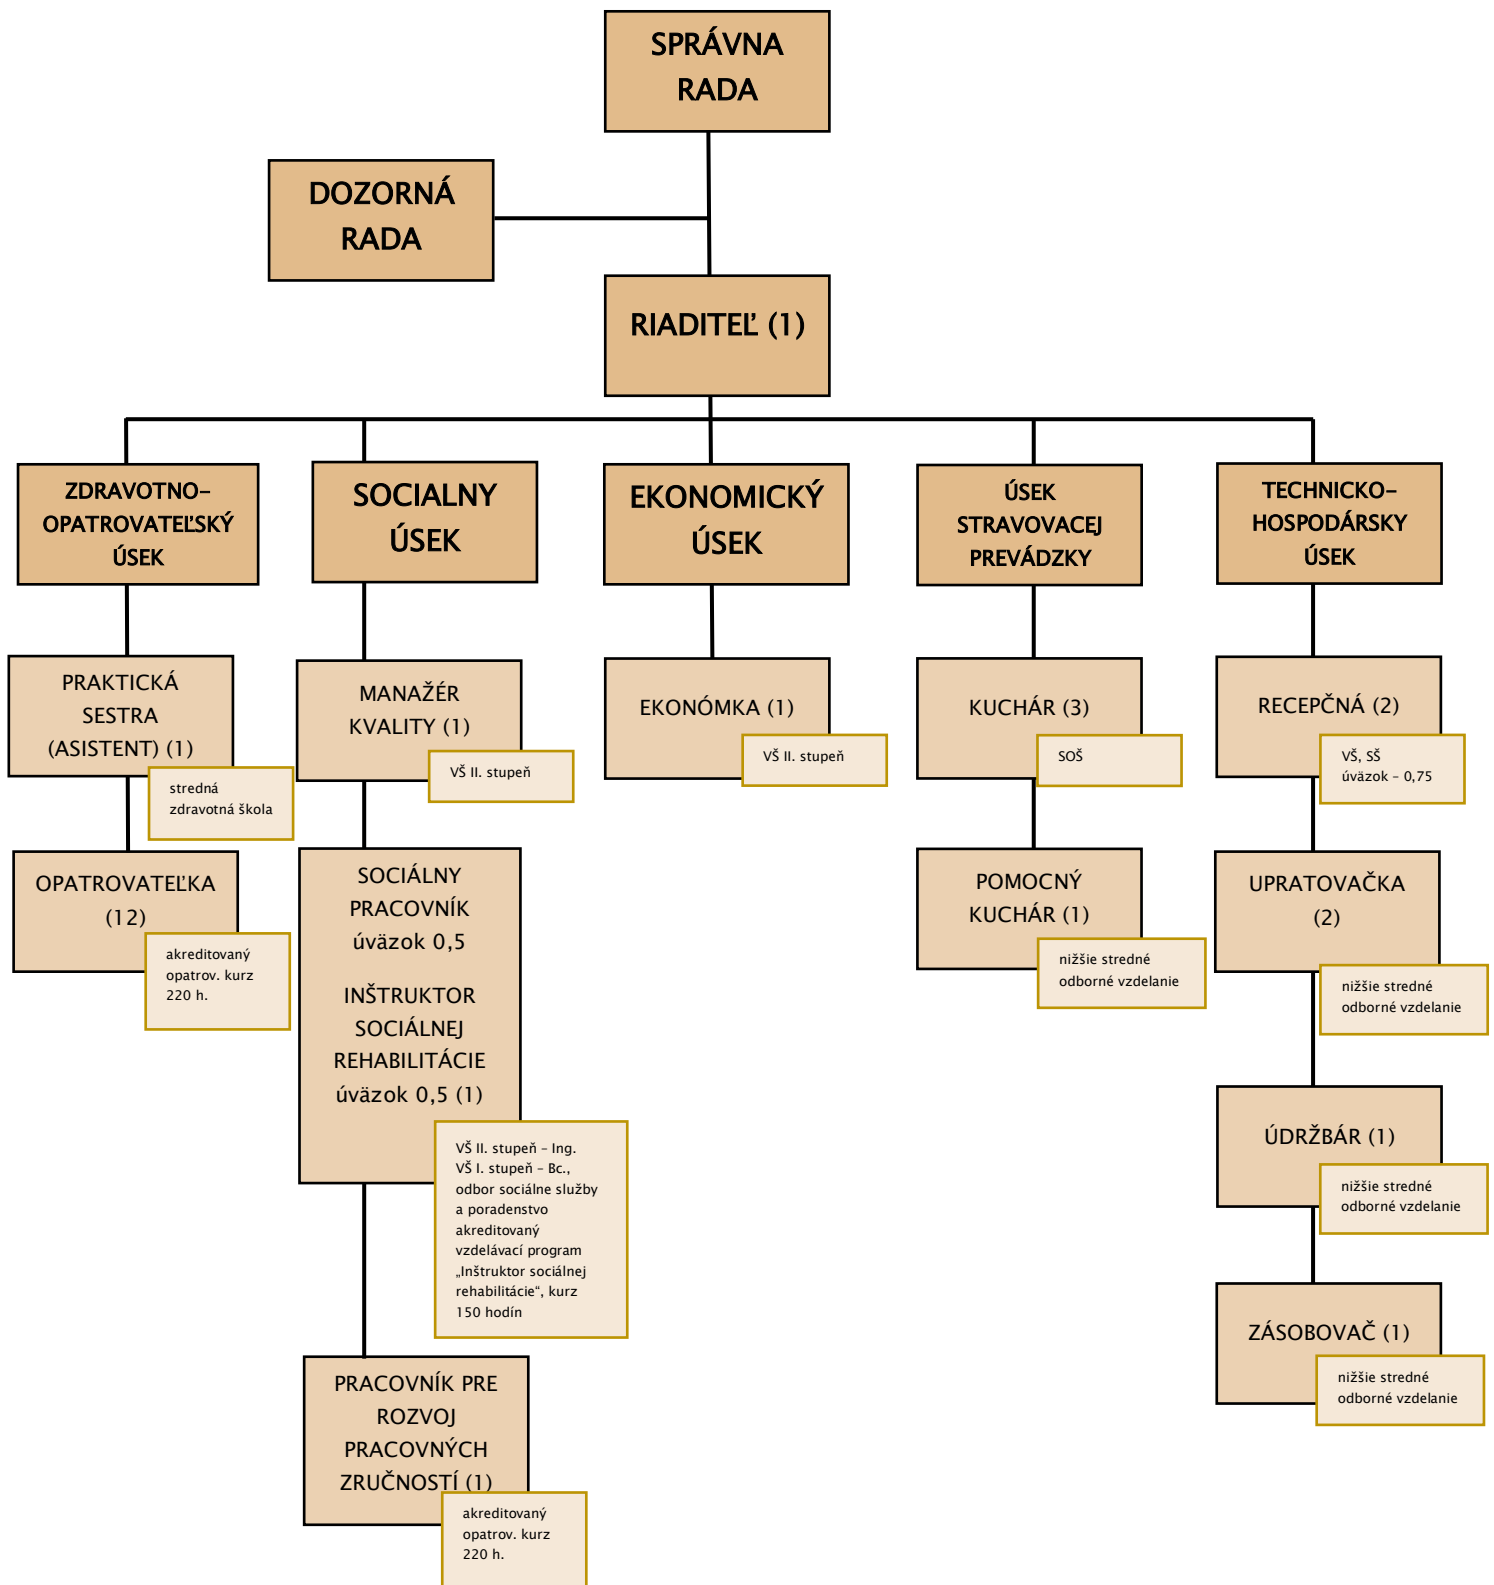 SPRÁVNA
RADA
DOZORNÁ
RADA
RIADITEĽ (1)
ZDRAVOTNO-
OPATROVATEĽSKÝ
ÚSEK
SOCIALNY
ÚSEK
EKONOMICKÝ
ÚSEK
ÚSEK
STRAVOVACEJ
PREVÁDZKY
TECHNICKO-
HOSPODÁRSKY
ÚSEK
PRAKTICKÁ
SESTRA
(ASISTENT) (1)
stredná
zdravotná škola
OPATROVATEĽKA
(12)
akreditovaný
opatrov. kurz
220 h.
MANAŽÉR
KVALITY (1)
VŠ II. stupeň
SOCIÁLNY
PRACOVNÍK
úväzok 0,5
INŠTRUKTOR
SOCIÁLNEJ
REHABILITÁCIE
úväzok 0,5 (1)
VŠ II. stupeň – Ing.
VŠ I. stupeň – Bc.,
odbor sociálne služby
a poradenstvo
akreditovaný
vzdelávací program
„Inštruktor sociálnej
rehabilitácie“, kurz
150 hodín
PRACOVNÍK PRE
ROZVOJ
PRACOVNÝCH
ZRUČNOSTÍ (1)
akreditovaný
opatrov. kurz
220 h.
EKONÓMKA (1)
VŠ II. stupeň
KUCHÁR (3)
SOŠ
POMOCNÝ
KUCHÁR (1)
nižšie stredné
odborné vzdelanie
RECEPČNÁ (2)
VŠ, SŠ
úväzok – 0,75
UPRATOVAČKA
(2)
nižšie stredné
odborné vzdelanie
ÚDRŽBÁR (1)
nižšie stredné
odborné vzdelanie
ZÁSOBOVAČ (1)
nižšie stredné
odborné vzdelanie